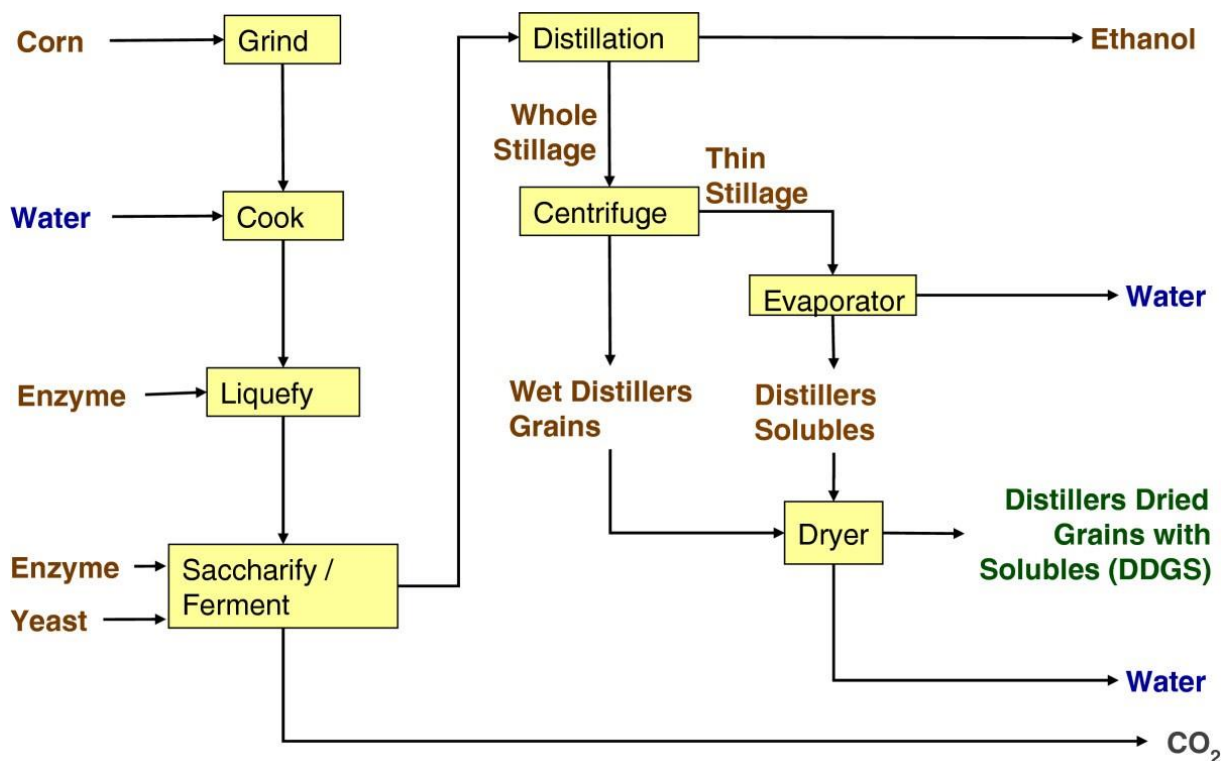 Corn
Grind
Distillation
Ethanol
Whole
Stillage
Thin
Stillage
Water
Cook
Centrifuge
Evaporator
Water
Enzyme
Liquefy
Wet Distillers
Grains
Distillers
Solubles
Distillers Dried
Grains with
Solubles (DDGS)
Dryer
Enzyme
Yeast
Saccharify /
Ferment
Water
CO₂